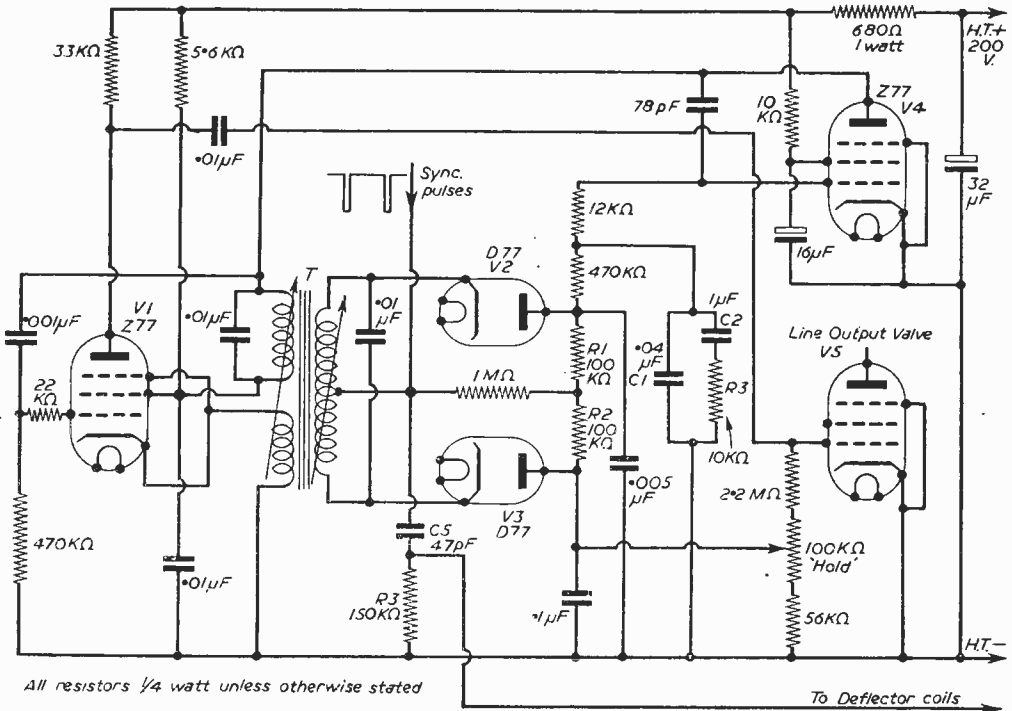 33KΩ
5·6KΩ
·01µF
680Ω
1 watt
H.T.+
200
V.
78pF
10
KΩ
Z77
V4
32
µF
16µF
Sync.
pulses
12KΩ
470KΩ
D77
V2
·001µF
V1
Z77
·01µF
T
·01
µF
1µF
C2
·04
µF
C1
R3
10KΩ
Line Output Valve
V5
R1
100
KΩ
1MΩ
R2
100
KΩ
22
KΩ
·005
µF
V3
D77
C5
47pF
2·2MΩ
100KΩ
'Hold'
56KΩ
470KΩ
·01µF
R3
150KΩ
·1µF
H.T.–
All resistors 1/4 watt unless otherwise stated
To Deflector coils